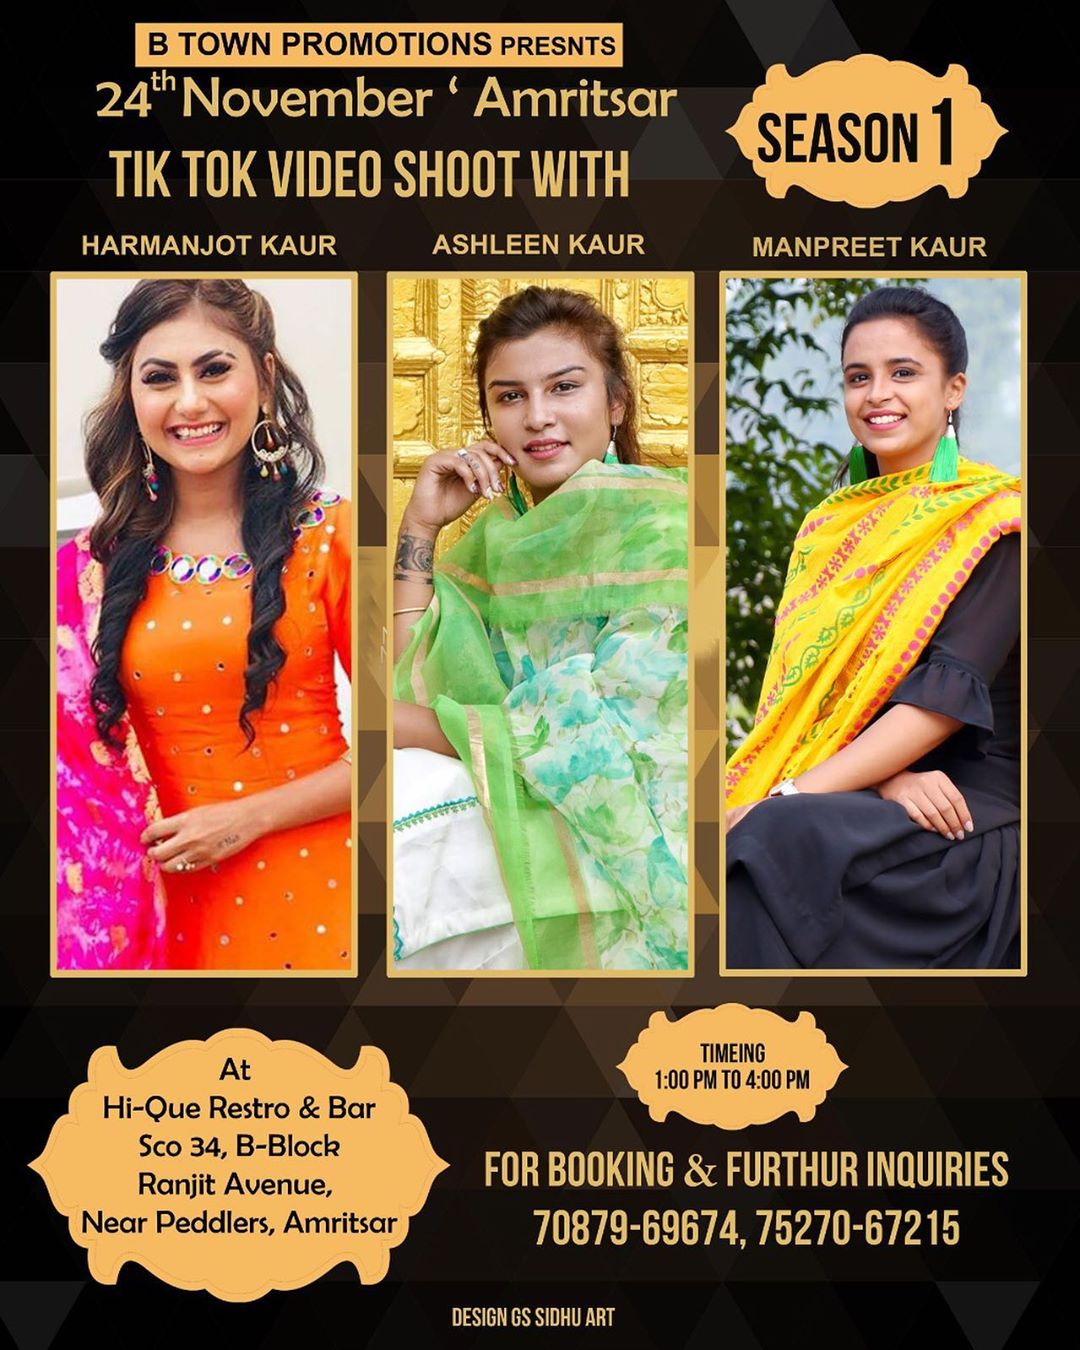 B TOWN PROMOTIONS PRESNTS
24th November ‘ Amritsar
TIK TOK VIDEO SHOOT WITH
SEASON 1
HARMANJOT KAUR
ASHLEEN KAUR
MANPREET KAUR
At
Hi-Que Restro & Bar
Sco 34, B-Block
Ranjit Avenue,
Near Peddlers, Amritsar
TIMEING
1:00 PM TO 4:00 PM
FOR BOOKING & FURTHUR INQUIRIES
70879-69674, 75270-67215
DESIGN GS SIDHU ART